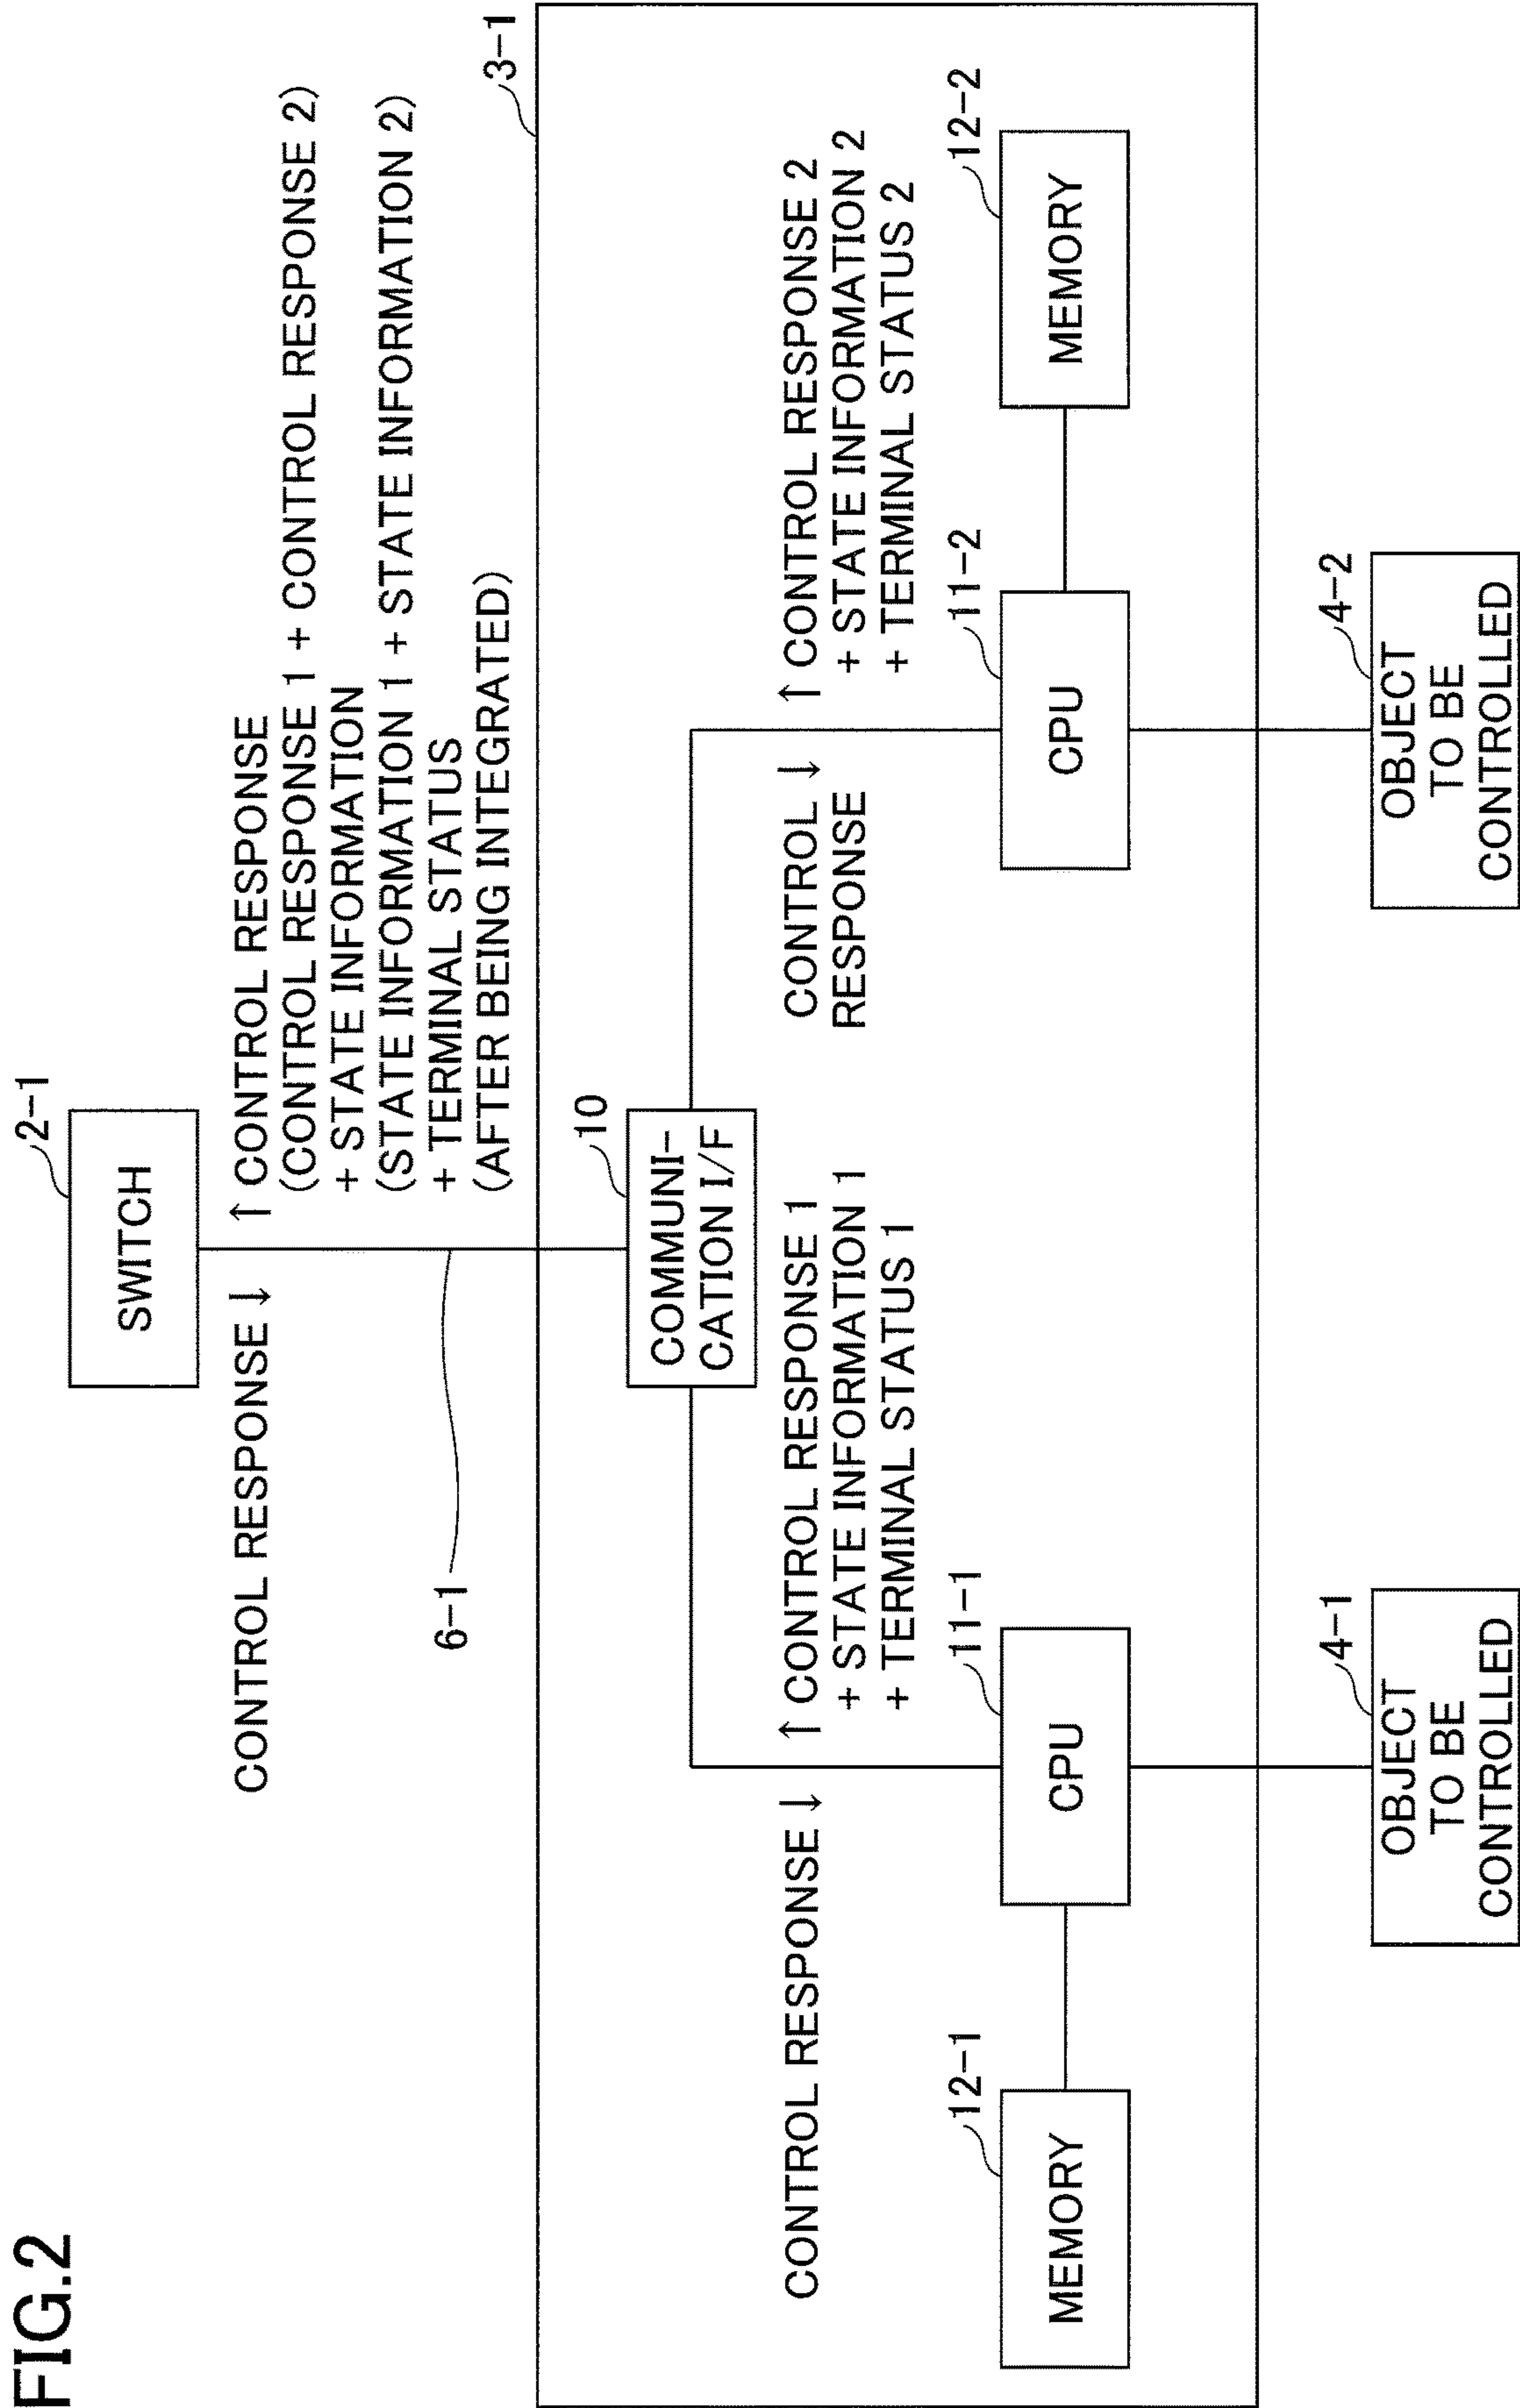 FIG.2
2-1
SWITCH
CONTROL RESPONSE ↓
↑ CONTROL RESPONSE
(CONTROL RESPONSE 1 + CONTROL RESPONSE 2)
+ STATE INFORMATION
(STATE INFORMATION 1 + STATE INFORMATION 2)
+ TERMINAL STATUS
(AFTER BEING INTEGRATED)
6-1
3-1
10
COMMUNI-
CATION I/F
CONTROL RESPONSE ↓
↑ CONTROL RESPONSE 1
+ STATE INFORMATION 1
+ TERMINAL STATUS 1
CONTROL ↓
RESPONSE
↑ CONTROL RESPONSE 2
+ STATE INFORMATION 2
+ TERMINAL STATUS 2
12-1
MEMORY
11-1
CPU
11-2
CPU
12-2
MEMORY
4-1
OBJECT
TO BE
CONTROLLED
4-2
OBJECT
TO BE
CONTROLLED